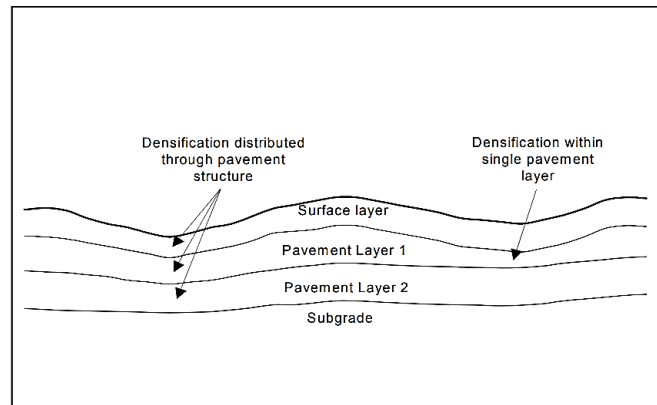 Densification distributed
through pavement
structure
Densification within
single pavement
layer
Surface layer
Pavement Layer 1
Pavement Layer 2
Subgrade